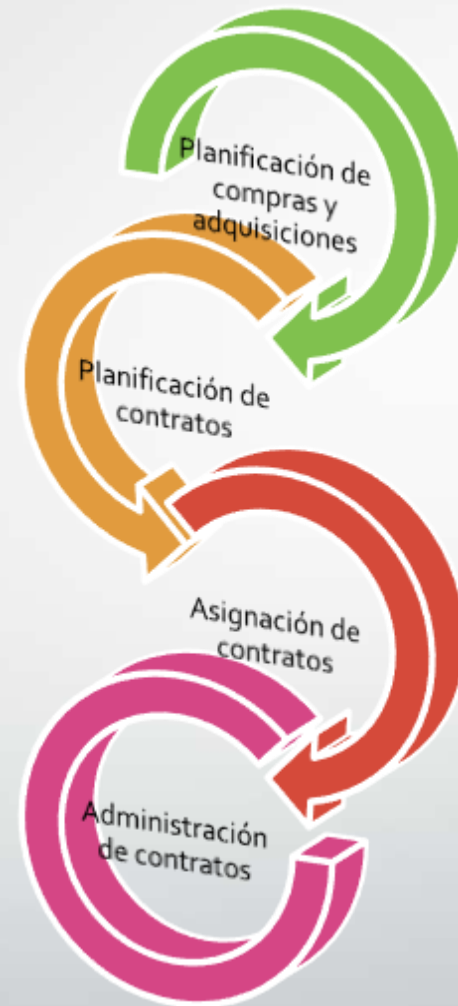 Planificación de
compras y
adquisiciones
Planificación de
contratos
Asignación de
contratos
Administración
de contratos